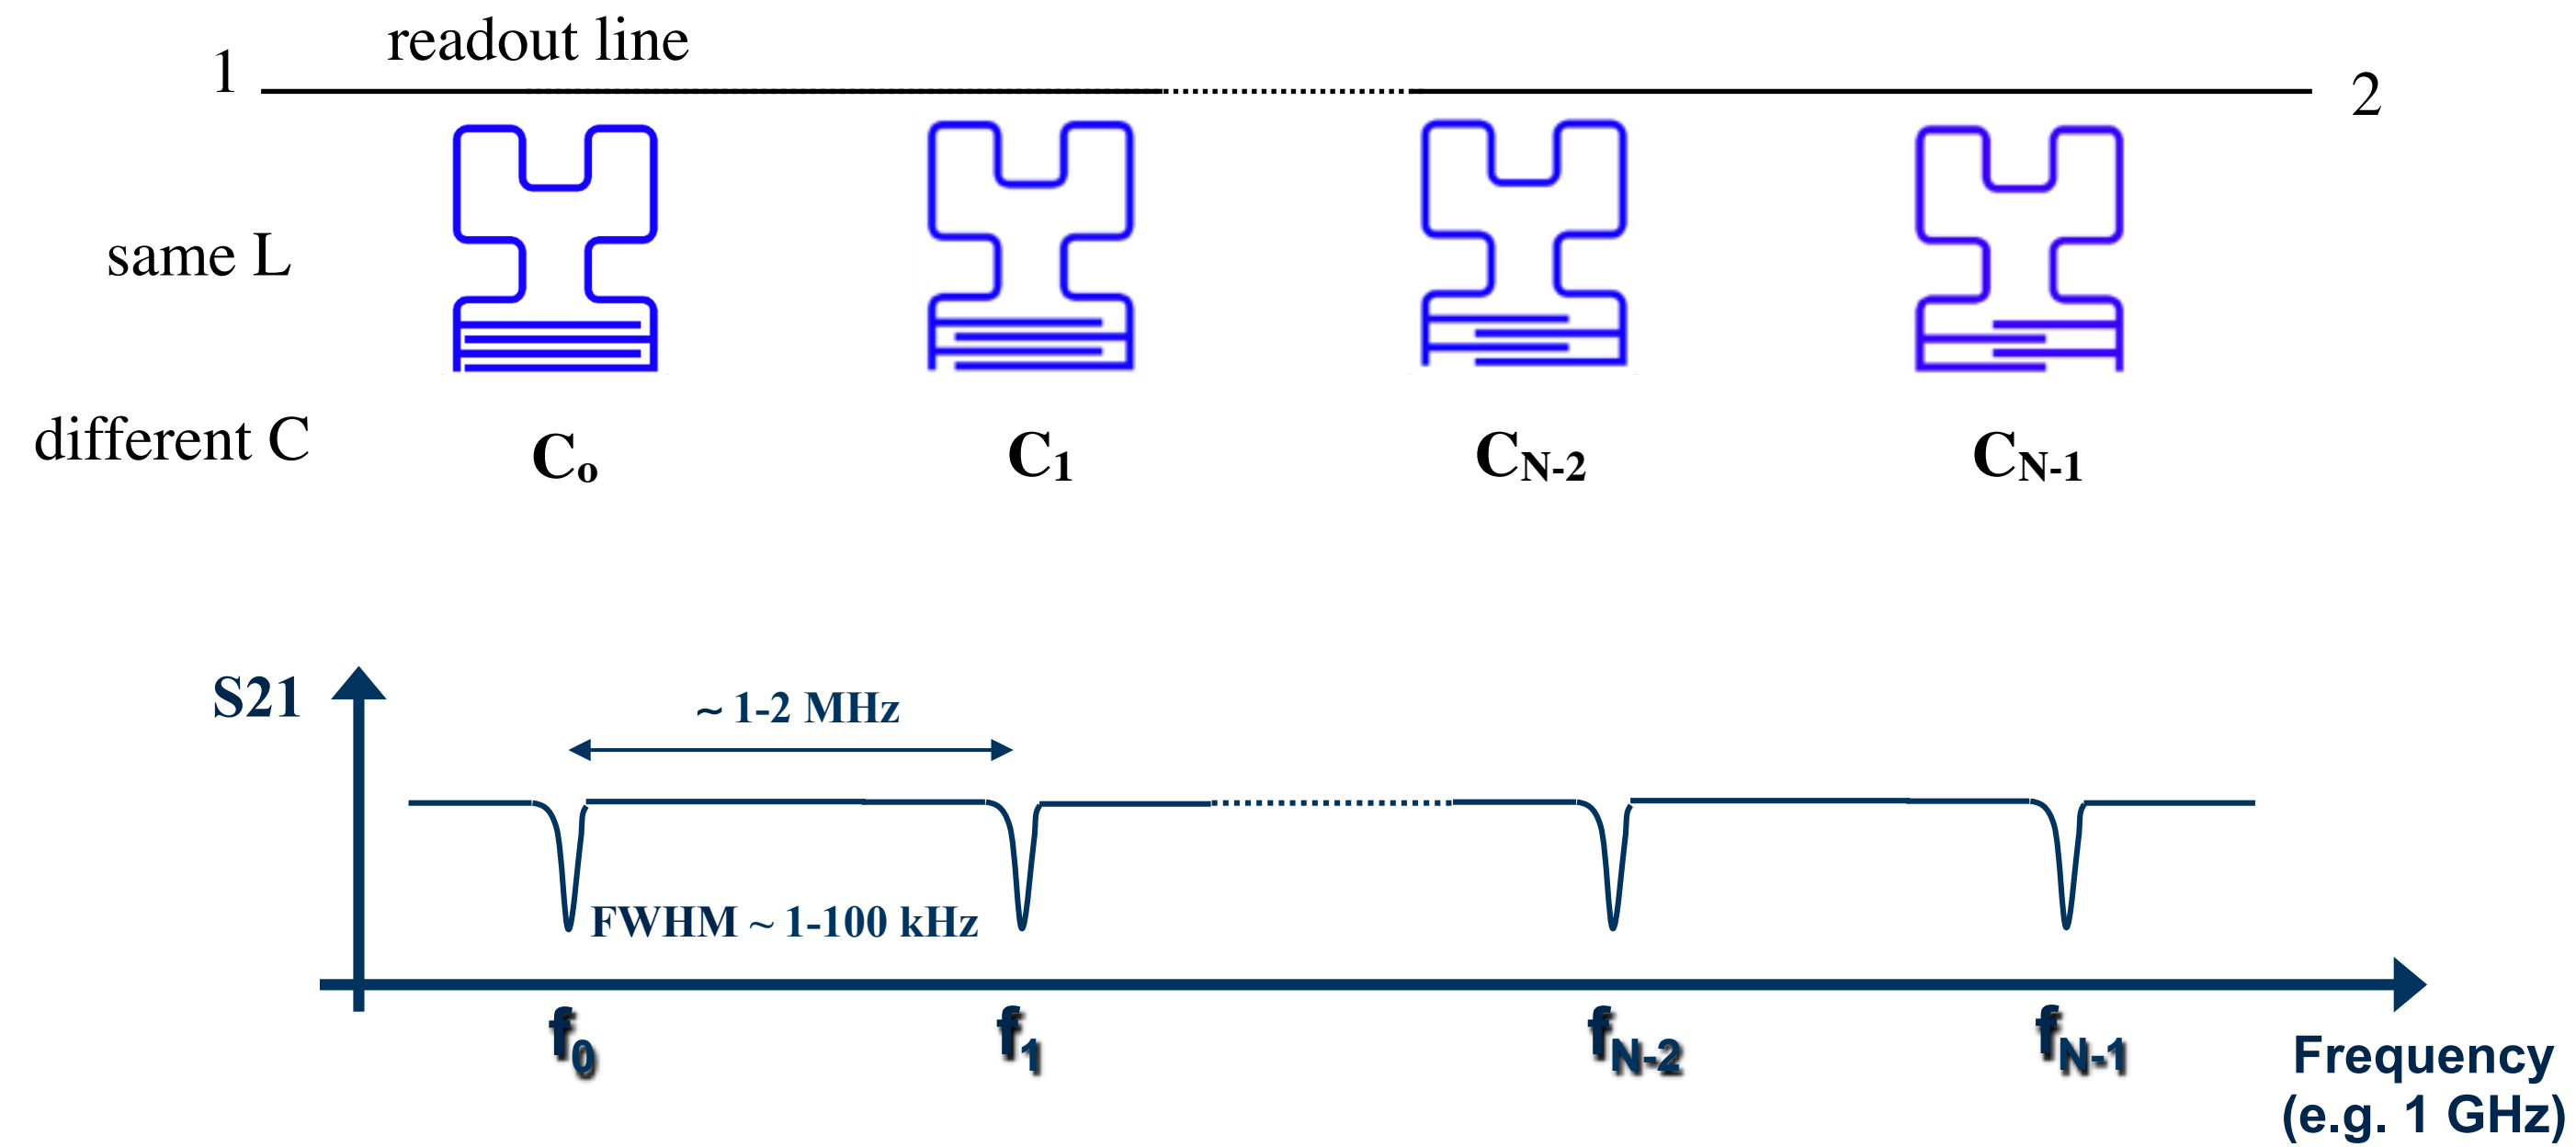 readout line
1
2
same L
different C
Co
C1
CN-2
CN-1
S21
~ 1-2 MHz
FWHM ~ 1-100 kHz
f0
f1
fN-2
fN-1
Frequency
(e.g. 1 GHz)